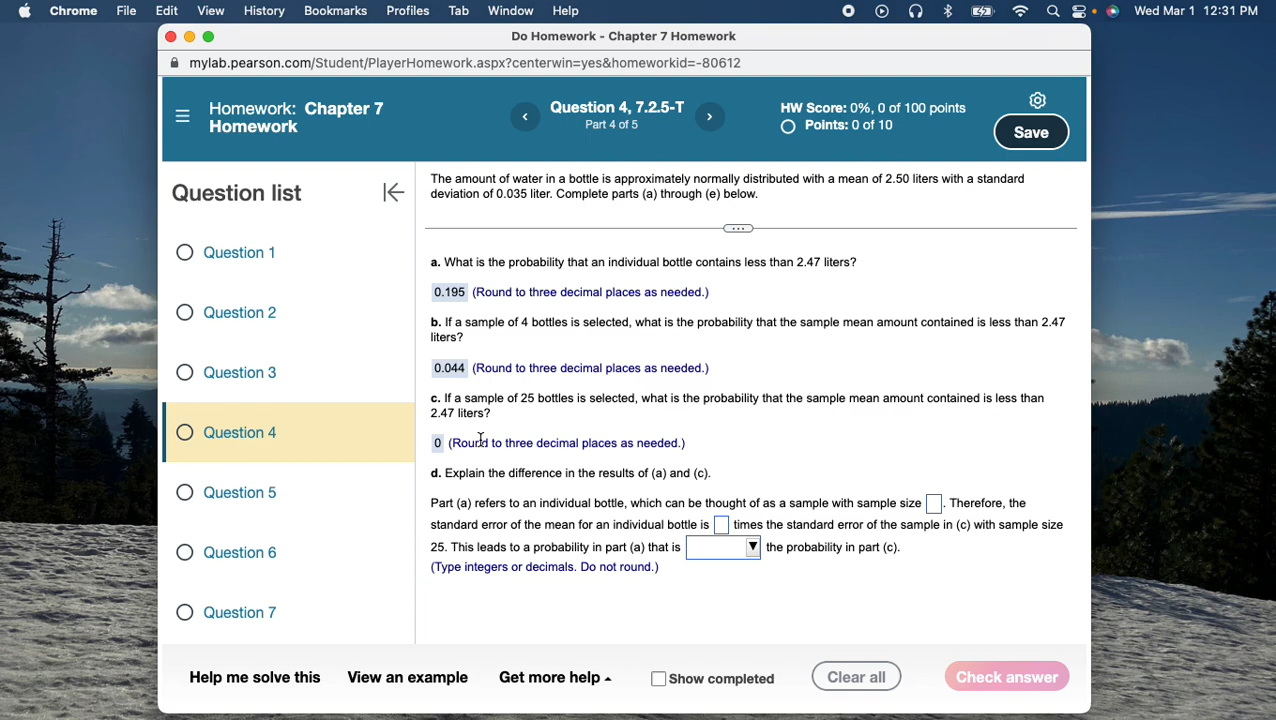 Chrome File Edit View History Bookmarks Profiles Tab Window Help Wed Mar 1 12:31 PM
Do Homework - Chapter 7 Homework
mylab.pearson.com/Student/PlayerHomework.aspx?centerwin=yes&homeworkid=-80612
Homework: Chapter 7
Homework
Question 4, 7.2.5-T
Part 4 of 5
HW Score: 0%, 0 of 100 points
Points: 0 of 10
Save
Question list
Question 1
Question 2
Question 3
Question 4
Question 5
Question 6
Question 7
The amount of water in a bottle is approximately normally distributed with a mean of 2.50 liters with a standard
deviation of 0.035 liter. Complete parts (a) through (e) below.
a. What is the probability that an individual bottle contains less than 2.47 liters?
0.195 (Round to three decimal places as needed.)
b. If a sample of 4 bottles is selected, what is the probability that the sample mean amount contained is less than 2.47
liters?
0.044 (Round to three decimal places as needed.)
c. If a sample of 25 bottles is selected, what is the probability that the sample mean amount contained is less than
2.47 liters?
0 (Round to three decimal places as needed.)
d. Explain the difference in the results of (a) and (c).
Part (a) refers to an individual bottle, which can be thought of as a sample with sample size . Therefore, the
standard error of the mean for an individual bottle is times the standard error of the sample in (c) with sample size
25. This leads to a probability in part (a) that is the probability in part (c).
(Type integers or decimals. Do not round.)
Help me solve this View an example Get more help Show completed Clear all Check answer